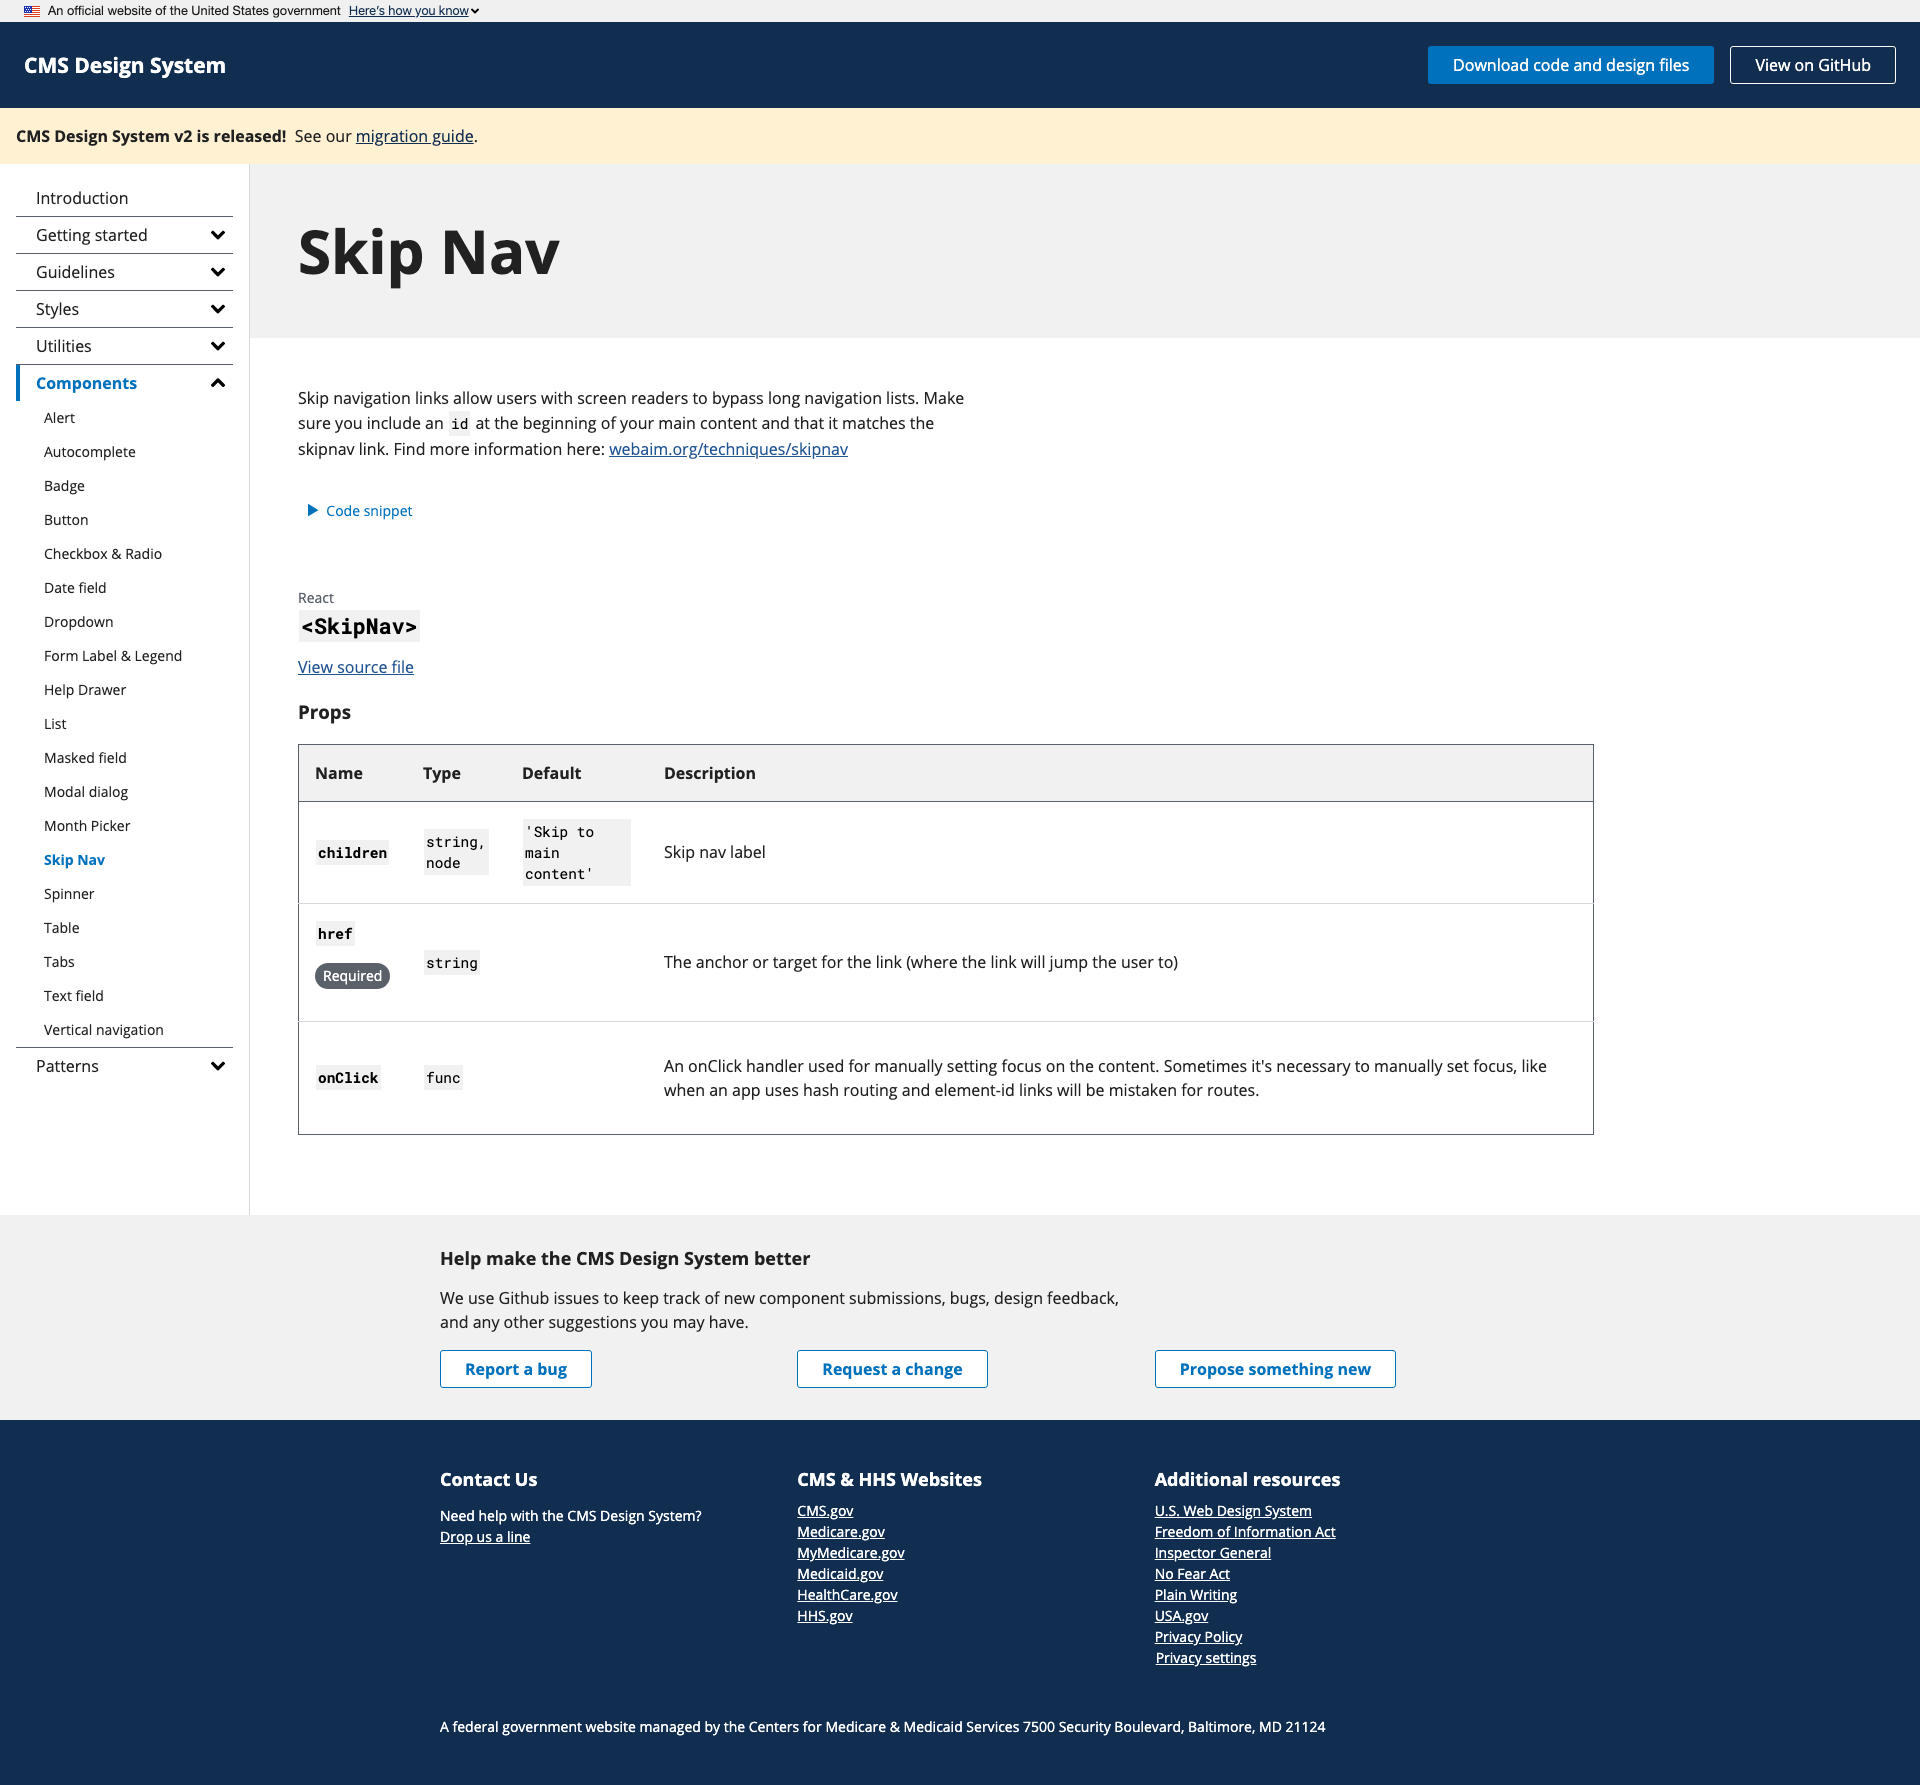 An official website of the United States government Here's how you know
CMS Design System
Download code and design files
View on GitHub
CMS Design System v2 is released! See our migration guide.
Introduction
Getting started
Guidelines
Styles
Utilities
Components
Alert
Autocomplete
Badge
Button
Checkbox & Radio
Date field
Dropdown
Form Label & Legend
Help Drawer
List
Masked field
Modal dialog
Month Picker
Skip Nav
Spinner
Table
Tabs
Text field
Vertical navigation
Patterns
Skip Nav
Skip navigation links allow users with screen readers to bypass long navigation lists. Make
sure you include an id at the beginning of your main content and that it matches the
skipnav link. Find more information here: webaim.org/techniques/skipnav
Code snippet
React
<SkipNav>
View source file
Props
Name Type Default Description
children
string,
node
'Skip to
main
content'
Skip nav label
href
Required
string
The anchor or target for the link (where the link will jump the user to)
onClick
func
An onClick handler used for manually setting focus on the content. Sometimes it's necessary to manually set focus, like
when an app uses hash routing and element-id links will be mistaken for routes.
Help make the CMS Design System better
We use Github issues to keep track of new component submissions, bugs, design feedback,
and any other suggestions you may have.
Report a bug
Request a change
Propose something new
Contact Us
Need help with the CMS Design System?
Drop us a line
CMS & HHS Websites
CMS.gov
Medicare.gov
MyMedicare.gov
Medicaid.gov
HealthCare.gov
HHS.gov
Additional resources
U.S. Web Design System
Freedom of Information Act
Inspector General
No Fear Act
Plain Writing
USA.gov
Privacy Policy
Privacy settings
A federal government website managed by the Centers for Medicare & Medicaid Services 7500 Security Boulevard, Baltimore, MD 21124